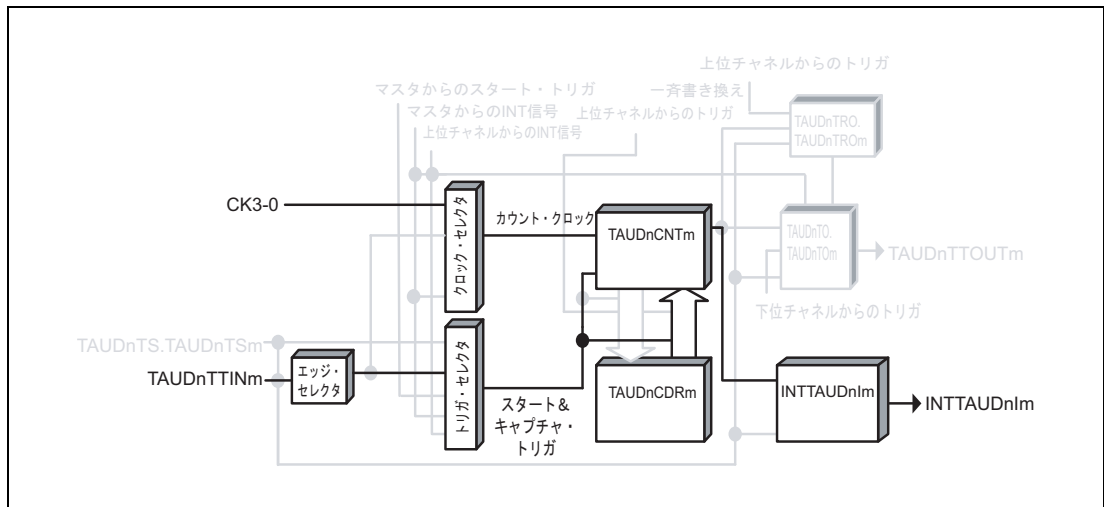 上位チャネルからのトリガ
マスタからのスタート・トリガ
一斉書き換え
マスタからのINT信号
上位チャネルからのトリガ
上位チャネルからのINT信号
TAUDnTRO.
TAUDnTROm
CK3-0
クロック・セレクタ
カウント・クロック
TAUDnCNTm
TAUDnTO.
TAUDnTOm
TAUDnTTOUTm
下位チャネルからのトリガ
TAUDnTS.TAUDnTSm
TAUDnTTINm
エッジ・
セレクタ
トリガ・セレクタ
スタート&
キャプチャ・
トリガ
TAUDnCDRm
INTTAUDnIm
INTTAUDnIm